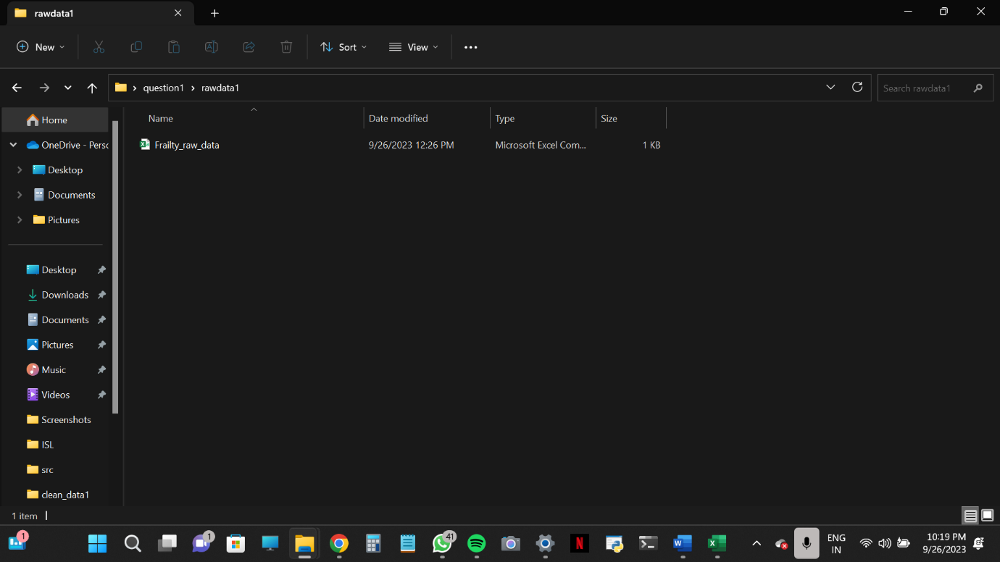 rawdata1
New
Sort
View
question1 > rawdata1
Search rawdata1
Name Date modified Type Size
Frailty_raw_data 9/26/2023 12:26 PM Microsoft Excel Com... 1 KB
Home
OneDrive - Perso
Desktop
Documents
Pictures
Desktop
Downloads
Documents
Pictures
Music
Videos
Screenshots
ISL
src
clean_data1
1 item
1
1
41
N
W
X
ENG
IN
10:19 PM
9/26/2023